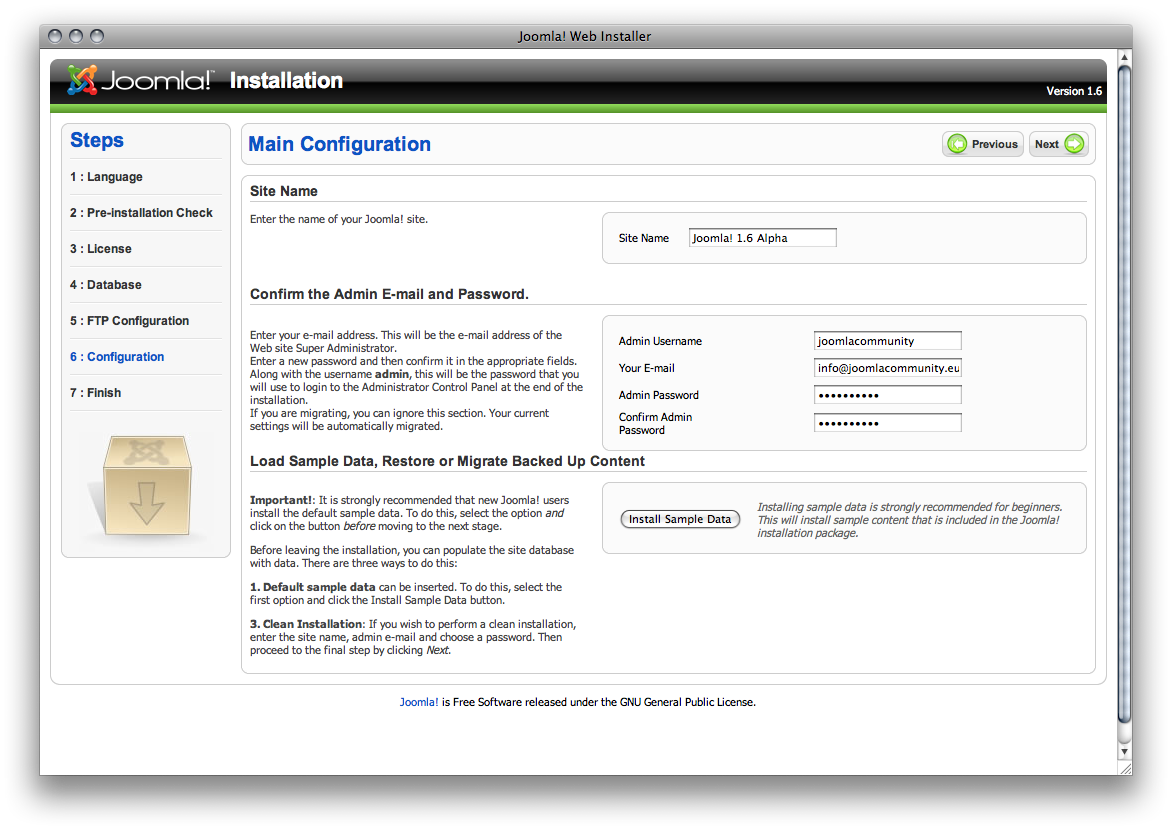 Joomla! Web Installer
Joomla!™ Installation
Version 1.6
Steps
1 : Language
2 : Pre-installation Check
3 : License
4 : Database
5 : FTP Configuration
6 : Configuration
7 : Finish
Main Configuration
Previous
Next
Site Name
Enter the name of your Joomla! site.
Site Name
Joomla! 1.6 Alpha
Confirm the Admin E-mail and Password.
Enter your e-mail address. This will be the e-mail address of the
Web site Super Administrator.
Enter a new password and then confirm it in the appropriate fields.
Along with the username admin, this will be the password that you
will use to login to the Administrator Control Panel at the end of the
installation.
If you are migrating, you can ignore this section. Your current
settings will be automatically migrated.
Admin Username
joomlacommunity
Your E-mail
info@joomlacommunity.eu
Admin Password
••••••••••
Confirm Admin
Password
••••••••••
Load Sample Data, Restore or Migrate Backed Up Content
Important!: It is strongly recommended that new Joomla! users
install the default sample data. To do this, select the option and
click on the button before moving to the next stage.
Before leaving the installation, you can populate the site database
with data. There are three ways to do this:
1. Default sample data can be inserted. To do this, select the
first option and click the Install Sample Data button.
3. Clean Installation: If you wish to perform a clean installation,
enter the site name, admin e-mail and choose a password. Then
proceed to the final step by clicking Next.
Install Sample Data
Installing sample data is strongly recommended for beginners.
This will install sample content that is included in the Joomla!
installation package.
Joomla! is Free Software released under the GNU General Public License.